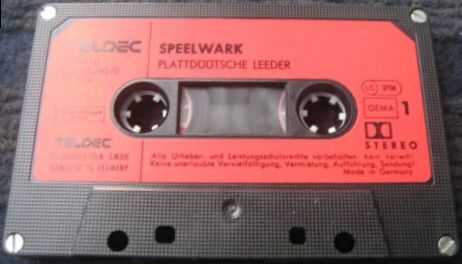 TELDEC
SPEELWARK
PLATTDÜÜTSCHE LEEDER
LC 3706
GEMA
1
STEREO
TELDEC
Alle Urheber- und Leistungsschutzrechte vorbehalten kein Verleih!
Keine unerlaubte Vervielfältigung, Vermietung, Aufführung, Sendung!
Made in Germany